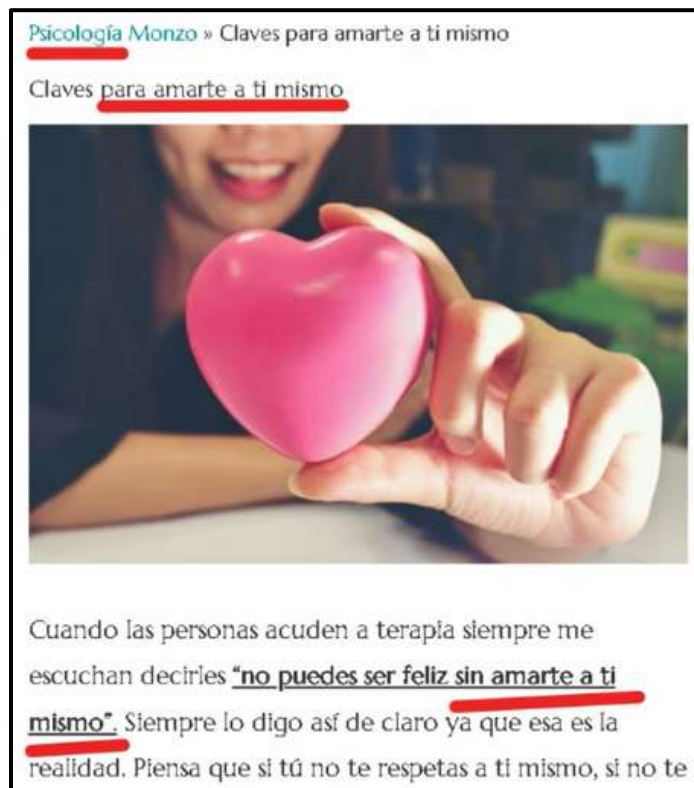 Psicología Monzo » Claves para amarte a ti mismo
Claves para amarte a ti mismo
Cuando las personas acuden a terapia siempre me
escuchan decirles “no puedes ser feliz sin amarte a ti
mismo”. Siempre lo digo así de claro ya que esa es la
realidad. Piensa que si tú no te respetas a ti mismo, si no te